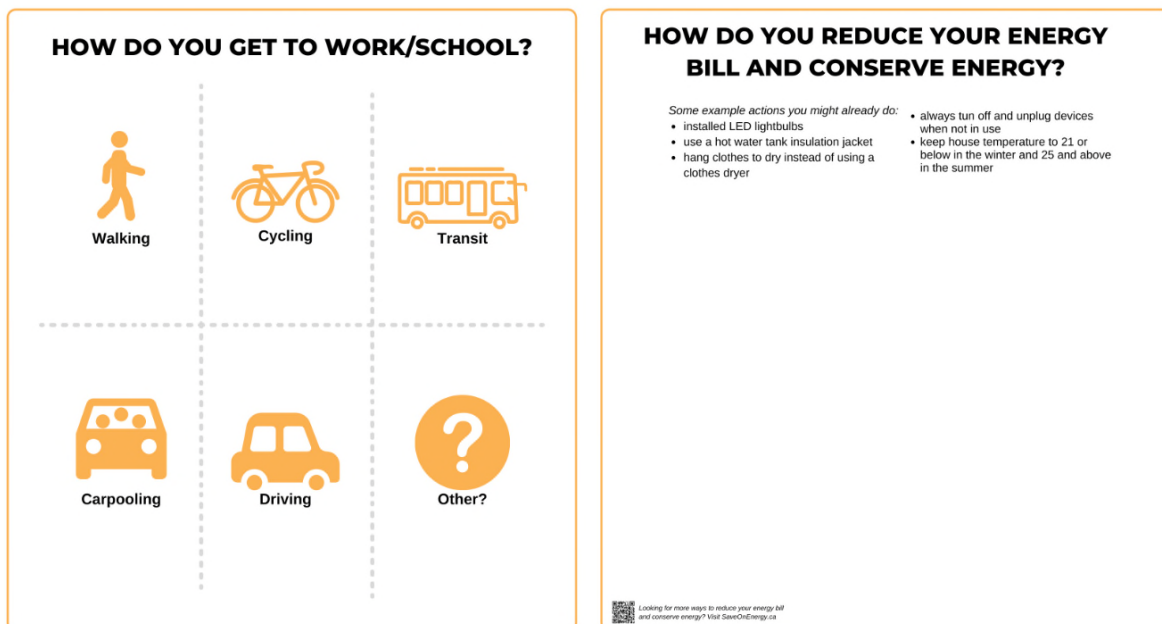 HOW DO YOU GET TO WORK/SCHOOL?
Walking
Cycling
Transit
Carpooling
Driving
Other?
HOW DO YOU REDUCE YOUR ENERGY
BILL AND CONSERVE ENERGY?
Some example actions you might already do:
• installed LED lightbulbs
• use a hot water tank insulation jacket
• hang clothes to dry instead of using a
clothes dryer
• always tun off and unplug devices
when not in use
• keep house temperature to 21 or
below in the winter and 25 and above
in the summer
Looking for more ways to reduce your energy bill
and conserve energy? Visit SaveOnEnergy.ca